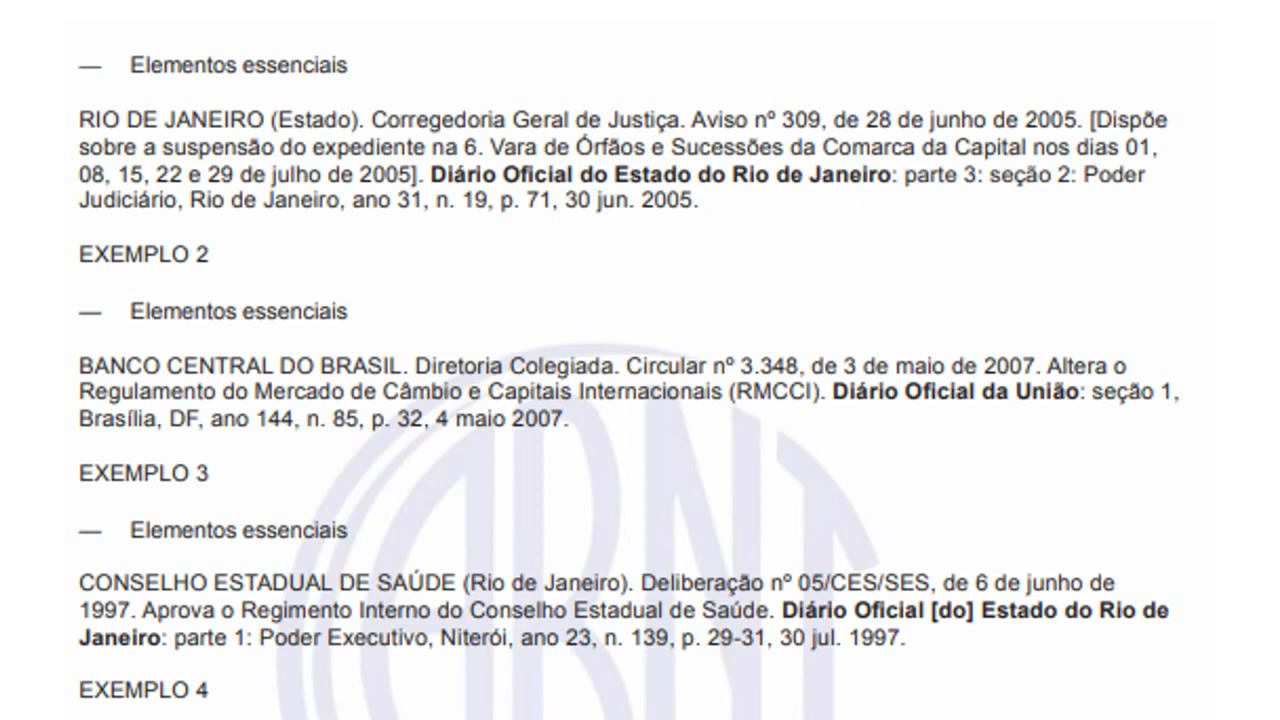 — Elementos essenciais
RIO DE JANEIRO (Estado). Corregedoria Geral de Justiça. Aviso nº 309, de 28 de junho de 2005. [Dispõe
sobre a suspensão do expediente na 6. Vara de Órfãos e Sucessões da Comarca da Capital nos dias 01,
08, 15, 22 e 29 de julho de 2005]. Diário Oficial do Estado do Rio de Janeiro: parte 3: seção 2: Poder
Judiciário, Rio de Janeiro, ano 31, n. 19, p. 71, 30 jun. 2005.
EXEMPLO 2
— Elementos essenciais
BANCO CENTRAL DO BRASIL. Diretoria Colegiada. Circular nº 3.348, de 3 de maio de 2007. Altera o
Regulamento do Mercado de Câmbio e Capitais Internacionais (RMCCI). Diário Oficial da União: seção 1,
Brasília, DF, ano 144, n. 85, p. 32, 4 maio 2007.
EXEMPLO 3
— Elementos essenciais
CONSELHO ESTADUAL DE SAÚDE (Rio de Janeiro). Deliberação nº 05/CES/SES, de 6 de junho de
1997. Aprova o Regimento Interno do Conselho Estadual de Saúde. Diário Oficial [do] Estado do Rio de
Janeiro: parte 1: Poder Executivo, Niterói, ano 23, n. 139, p. 29-31, 30 jul. 1997.
EXEMPLO 4
ABNT